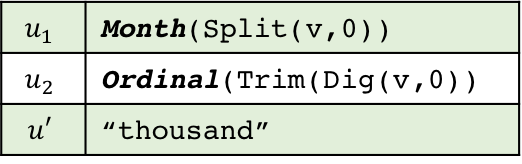 u₁ Month(Split(v,0))
u₂ Ordinal(Trim(Dig(v,0))
u′ “thousand”